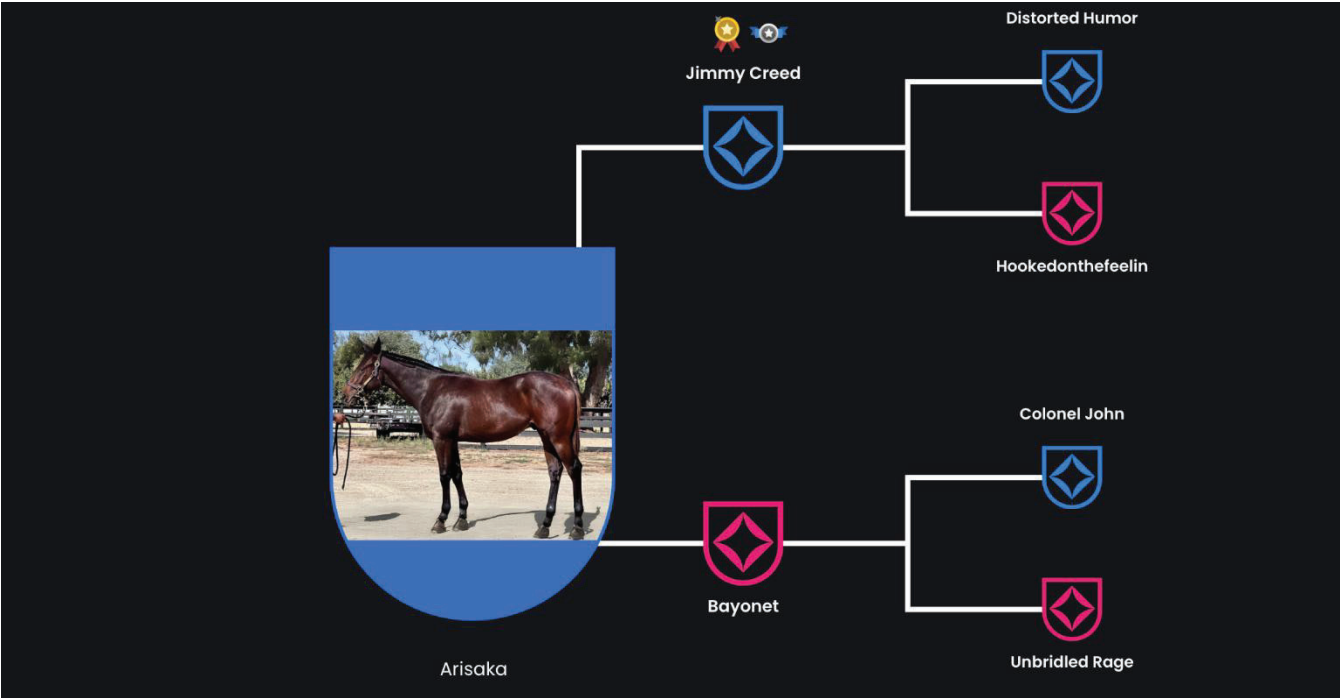 Distorted Humor
Jimmy Creed
Hookedonthefeelin
Colonel John
Bayonet
Unbridled Rage
Arisaka